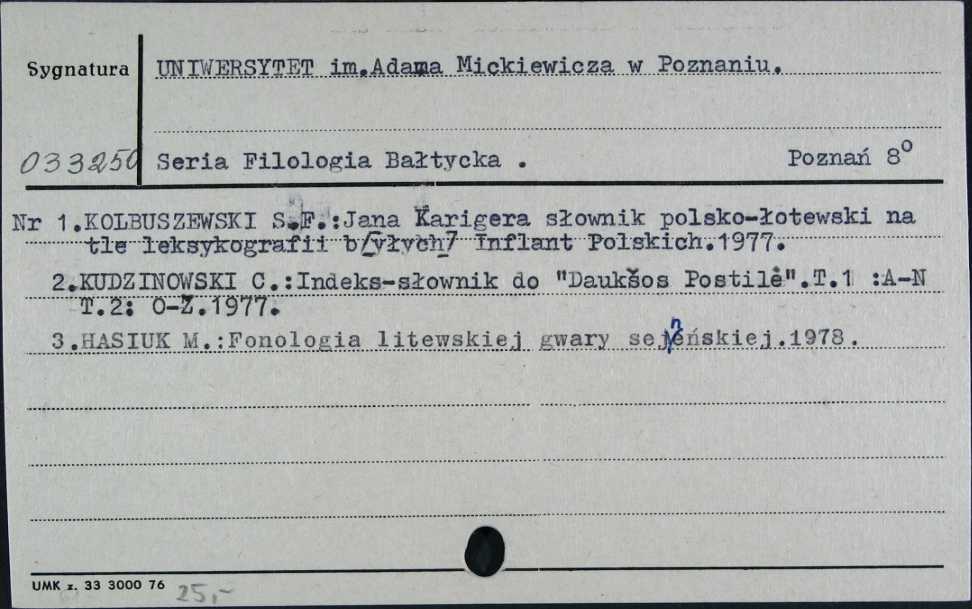 Sygnatura
UNIWERSYTET im.Adama Mickiewicza w Poznaniu.
033250
Seria Filologia Bałtycka .
Poznań 8°
Nr 1.KOLBUSZEWSKI S.F.:Jana Karigera słownik polsko-łotewski na
tle leksykografii b/yłych/ Inflant Polskich.1977.
2.KUDZINOWSKI C.:Indeks-słownik do "Daukšos Postilė".T.1 :A-N
T.2: O-Ž.1977.
3.HASIUK M.:Fonologia litewskiej gwary sejneńskiej.1978.
UMK z. 33 3000 76
25,-